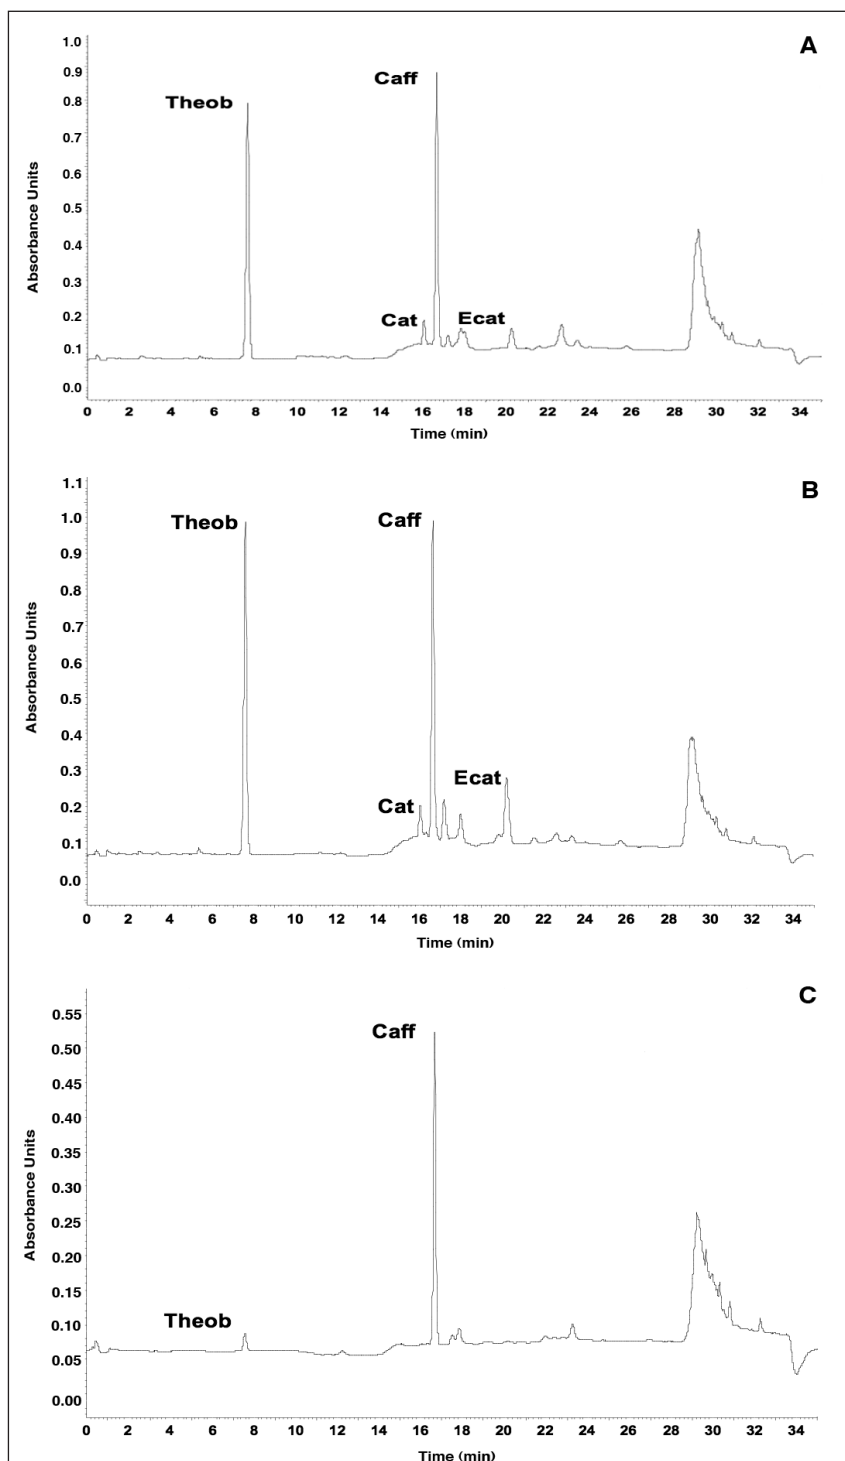 A
1.0
0.9
0.8
0.7
0.6
0.5
0.4
0.3
0.2
0.1
0.0
Absorbance Units
Theob
Caff
Cat
Ecat
0 2 4 6 8 10 12 14 16 18 20 22 24 26 28 30 32 34
Time (min)
B
1.1
1.0
0.9
0.8
0.7
0.6
0.5
0.4
0.3
0.2
0.1
0.0
Absorbance Units
Theob
Caff
Cat
Ecat
0 2 4 6 8 10 12 14 16 18 20 22 24 26 28 30 32 34
Time (min)
C
0.55
0.50
0.45
0.40
0.35
0.30
0.25
0.20
0.15
0.10
0.05
0.00
Absorbance Units
Caff
Theob
0 2 4 6 8 10 12 14 16 18 20 22 24 26 28 30 32 34
Time (min)